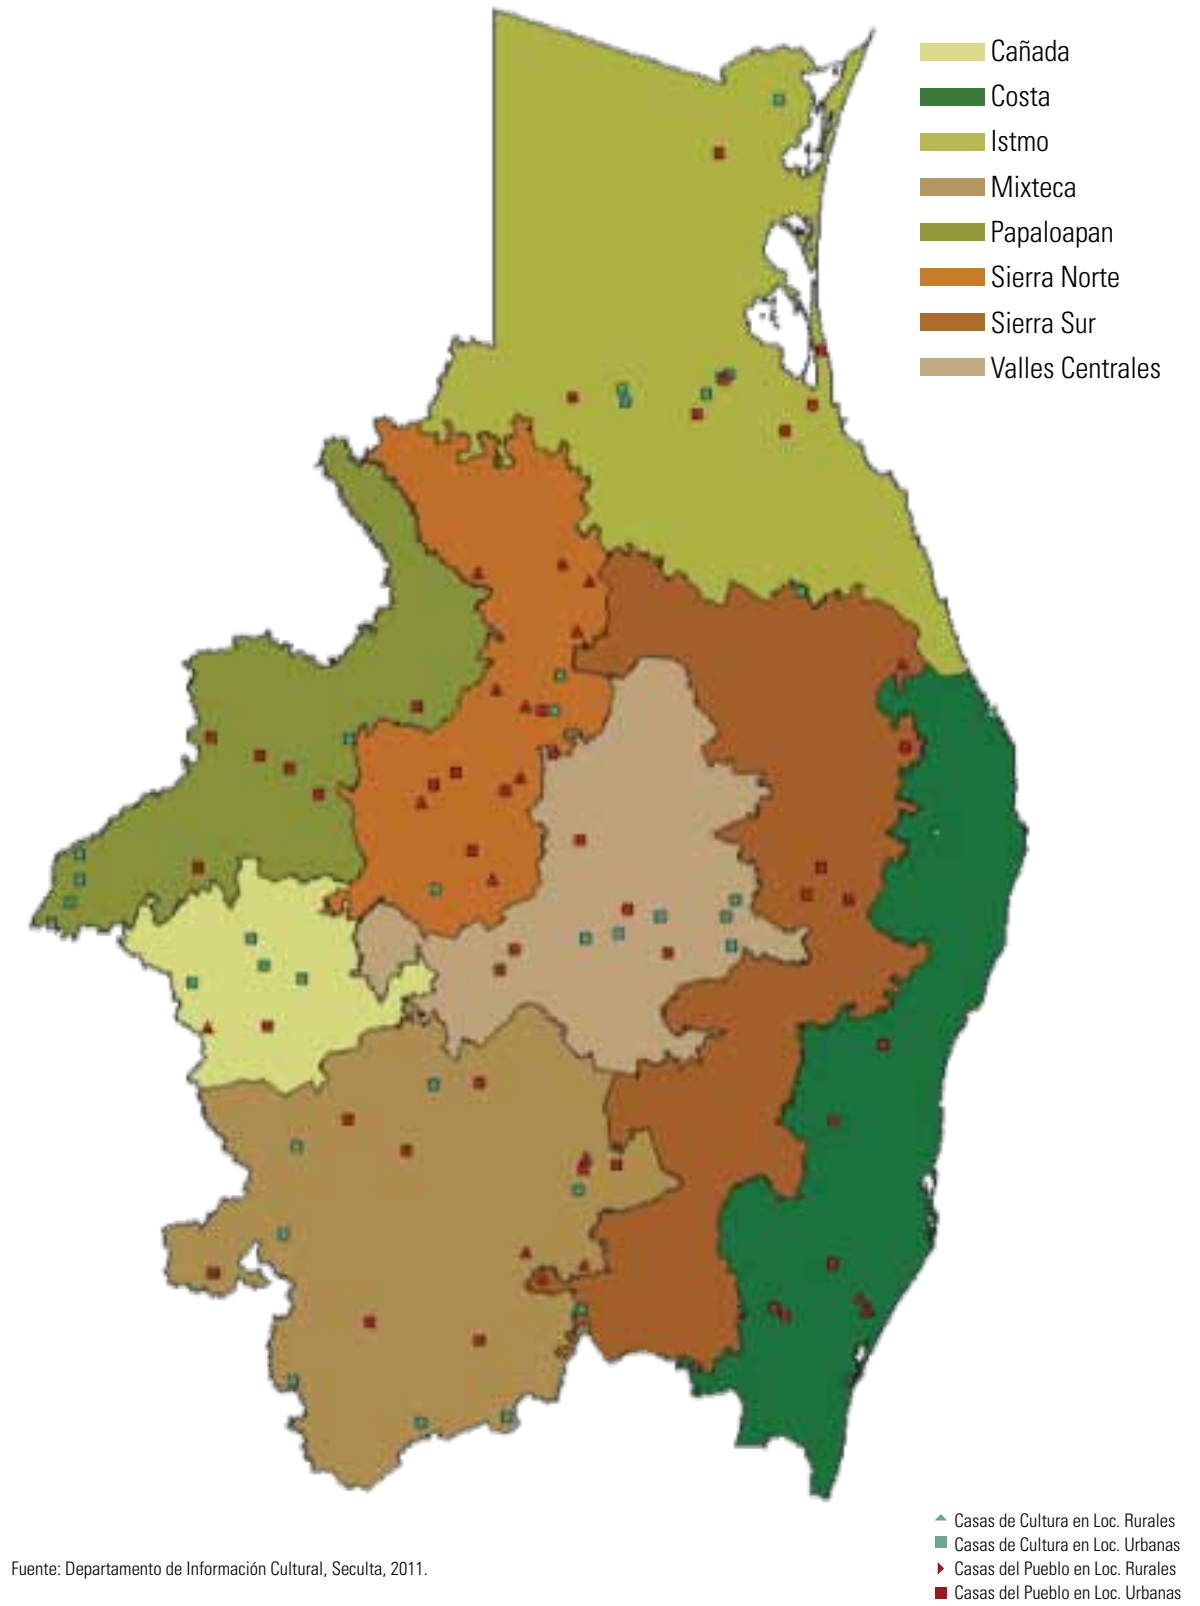 Cañada
Costa
Istmo
Mixteca
Papaloapan
Sierra Norte
Sierra Sur
Valles Centrales
Casas de Cultura en Loc. Rurales
Casas de Cultura en Loc. Urbanas
Casas del Pueblo en Loc. Rurales
Casas del Pueblo en Loc. Urbanas
Fuente: Departamento de Información Cultural, Seculta, 2011.